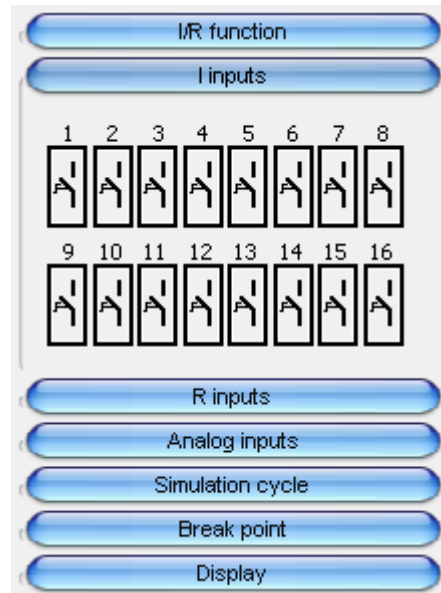 I/R function
I inputs
1 2 3 4 5 6 7 8
9 10 11 12 13 14 15 16
R inputs
Analog inputs
Simulation cycle
Break point
Display